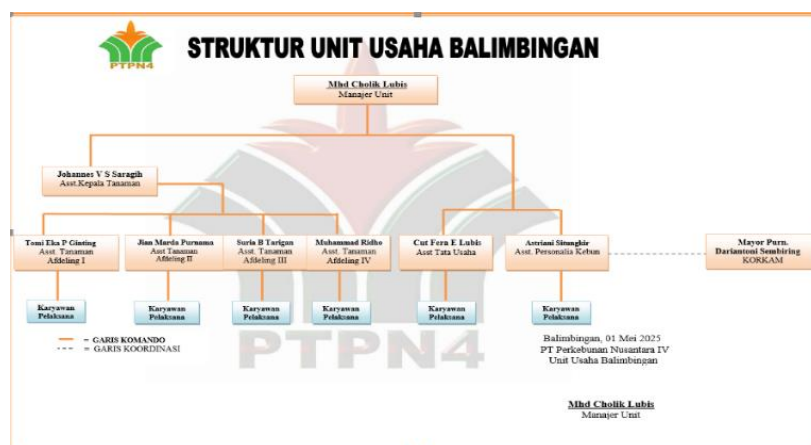 PTPN4
STRUKTUR UNIT USAHA BALIMBINGAN
Mhd Cholik Lubis
Manajer Unit
Johannes V S Saragih
Asst.Kepala Tanaman
Tomi Eka P Ginting
Asst. Tanaman
Afdeling I
Jian Marda Purnama
Asst Tanaman
Afdeling II
Suria B Tarigan
Asst. Tanaman
Afdeling III
Muhammad Ridho
Asst. Tanaman
Afdeling IV
Cut Fera E Lubis
Asst Tata Usaha
Astriani Situngkir
Asst. Personalia Kebun
Mayor Purn.
Dariantoni Sembiring
KORKAM
Karyawan
Pelaksana
Karyawan
Pelaksana
Karyawan
Pelaksana
Karyawan
Pelaksana
Karyawan
Pelaksana
Karyawan
Pelaksana
= GARIS KOMANDO
= GARIS KOORDINASI
PTPN4
Balimbingan, 01 Mei 2025
PT Perkebunan Nusantara IV
Unit Usaha Balimbingan
Mhd Cholik Lubis
Manajer Unit